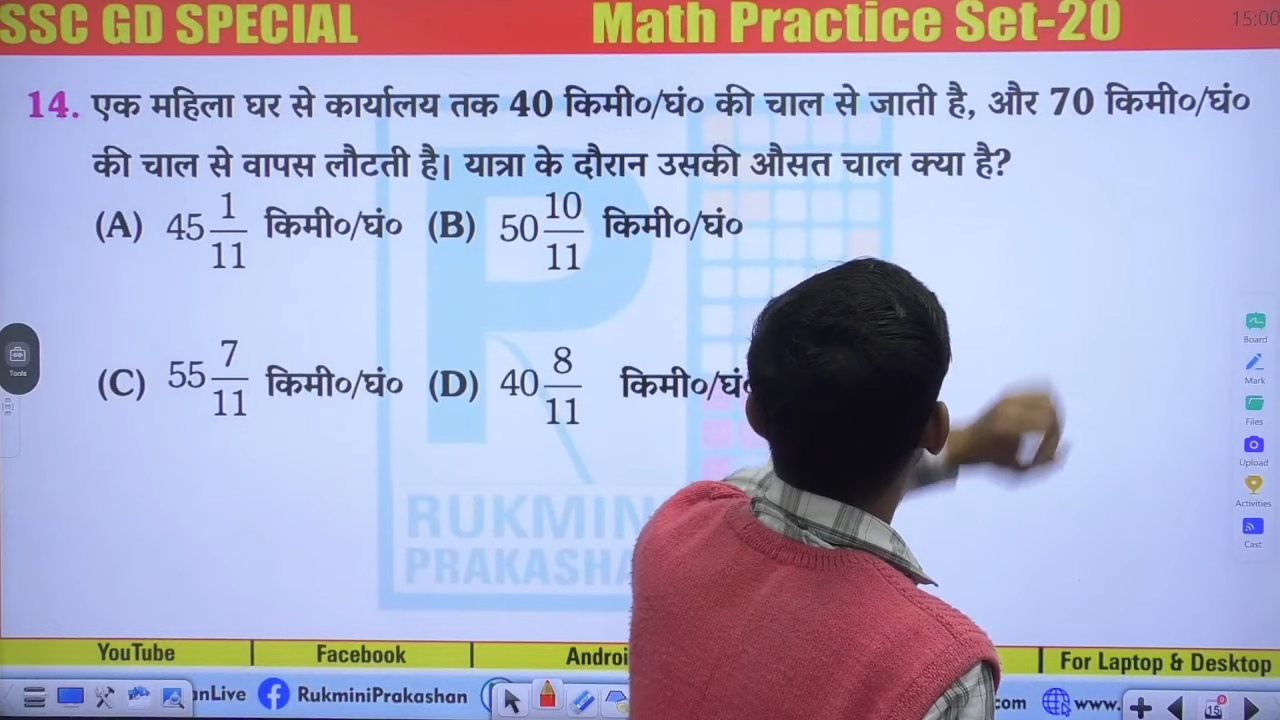 SSC GD SPECIAL
Math Practice Set-20
15:00
14. एक महिला घर से कार्यालय तक 40 किमी०/घं० की चाल से जाती है, और 70 किमी०/घं०
की चाल से वापस लौटती है। यात्रा के दौरान उसकी औसत चाल क्या है?
(A) 45 1/11 किमी०/घं० (B) 50 10/11 किमी०/घं०
(C) 55 7/11 किमी०/घं० (D) 40 8/11 किमी०/घं०
RUKMIN
PRAKASHA
Tools
Board
Mark
Files
Upload
Activities
Cast
YouTube
Facebook
For Laptop & Desktop
RukminiPrakashan
www.
15